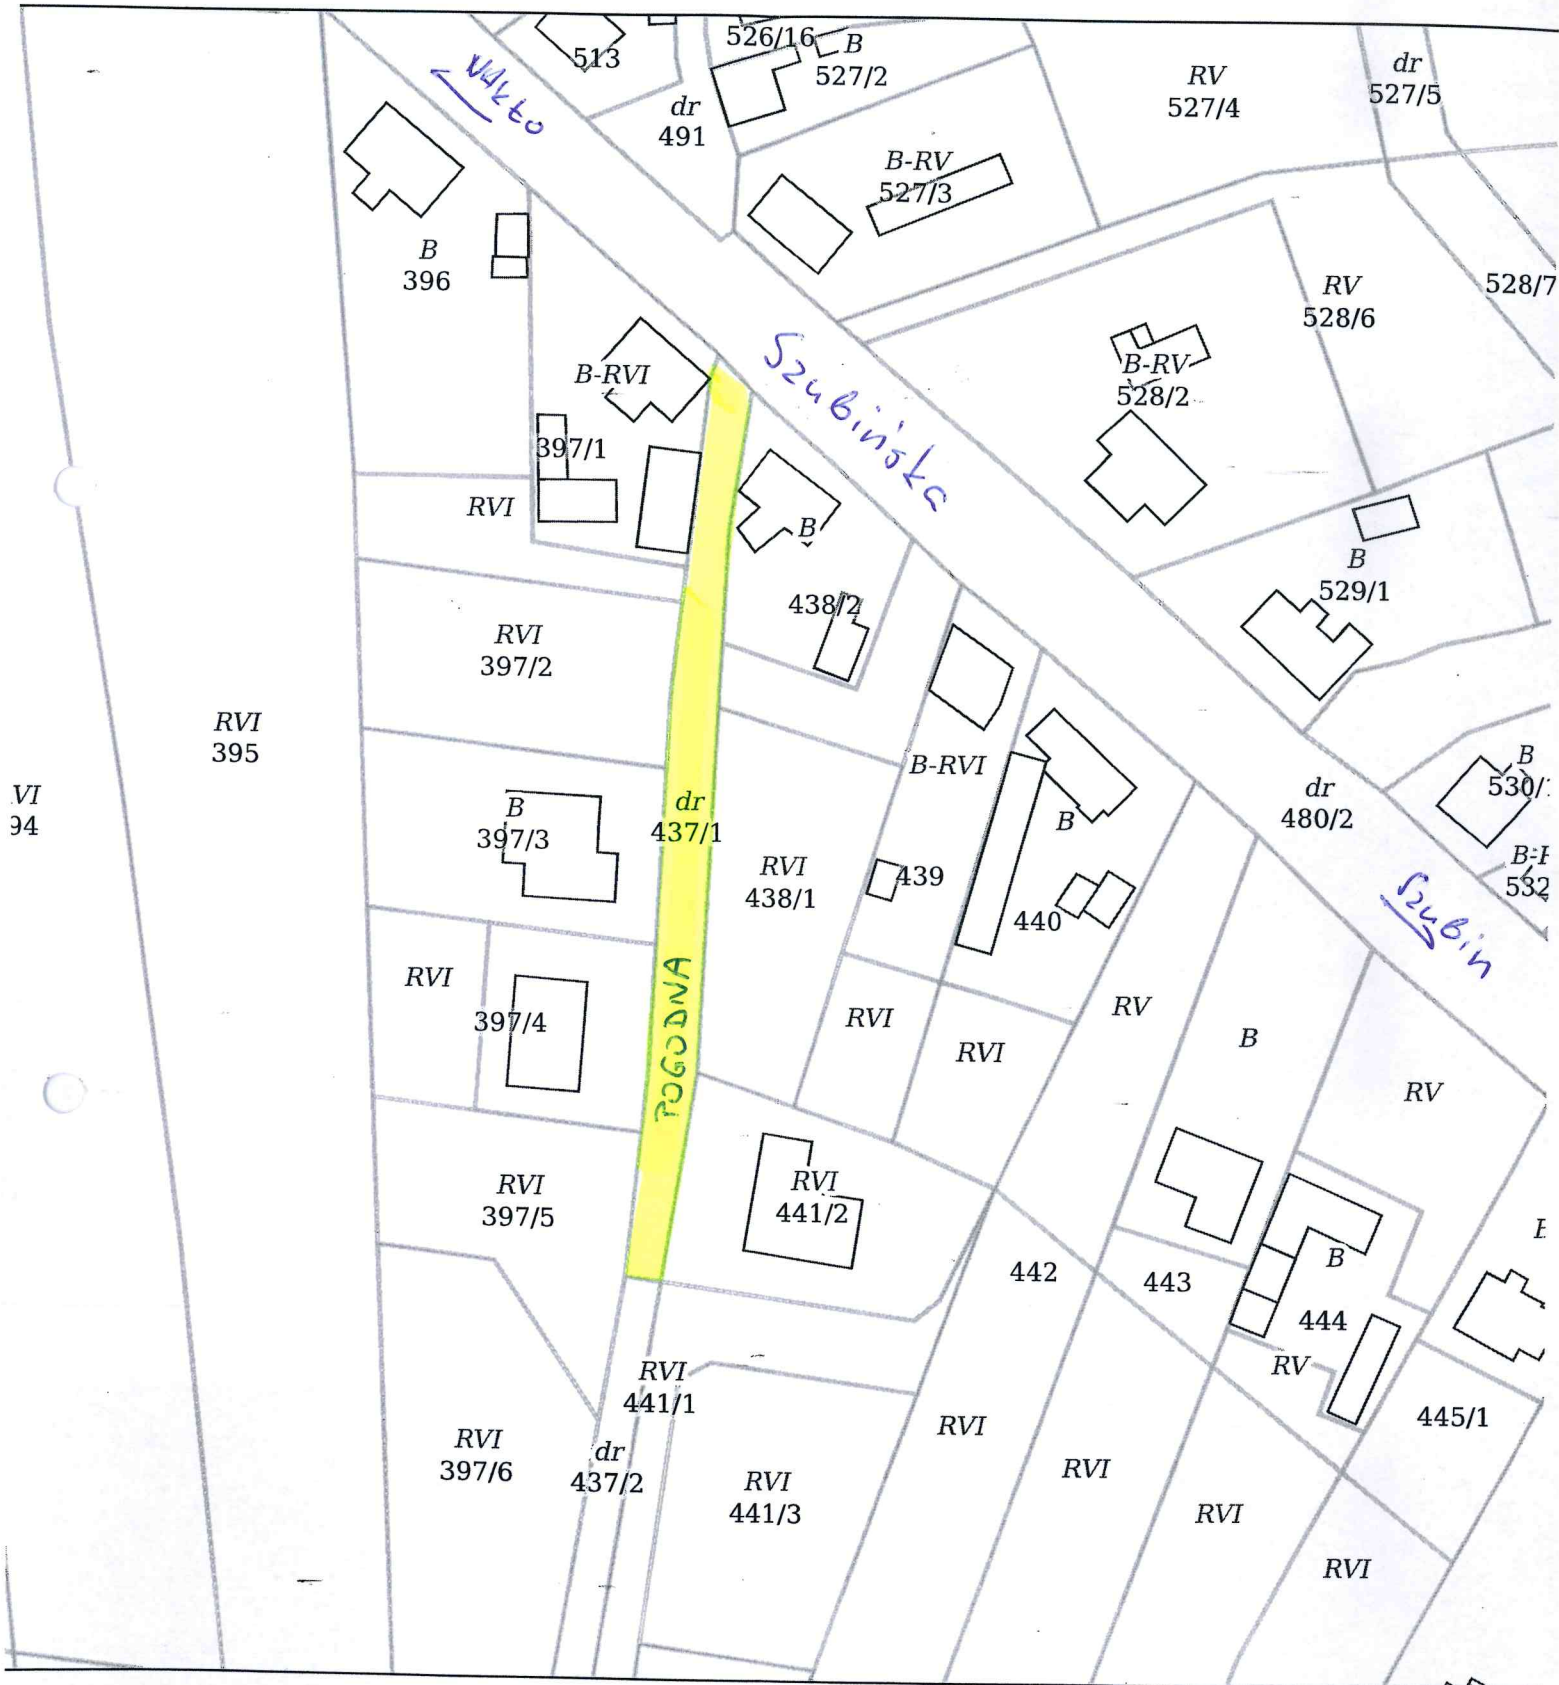 513
526/16
B
527/2
RV
527/4
dr
527/5
Nakło
dr
491
B-RV
527/3
B
396
RV
528/6
528/7
Szubińska
B-RVI
397/1
B-RV
528/2
RVI
B
438/2
B
529/1
RVI
397/2
RVI
395
B-RVI
439
dr
480/2
B
530/
B
397/3
dr
437/1
RVI
438/1
B
440
532
VI
94
Szubin
RVI
397/4
POGODNA
RVI
RVI
RV
B
RV
RVI
397/5
RVI
441/2
442
443
B
444
RV
RVI
441/1
445/1
RVI
397/6
dr
437/2
RVI
441/3
RVI
RVI
RVI
RVI